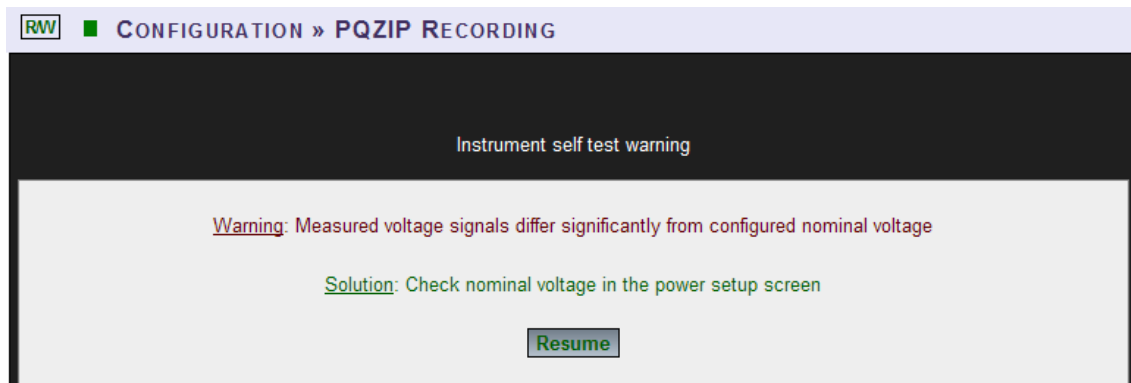 R/W
CONFIGURATION » PQZIP RECORDING
Instrument self test warning
Warning: Measured voltage signals differ significantly from configured nominal voltage
Solution: Check nominal voltage in the power setup screen
Resume